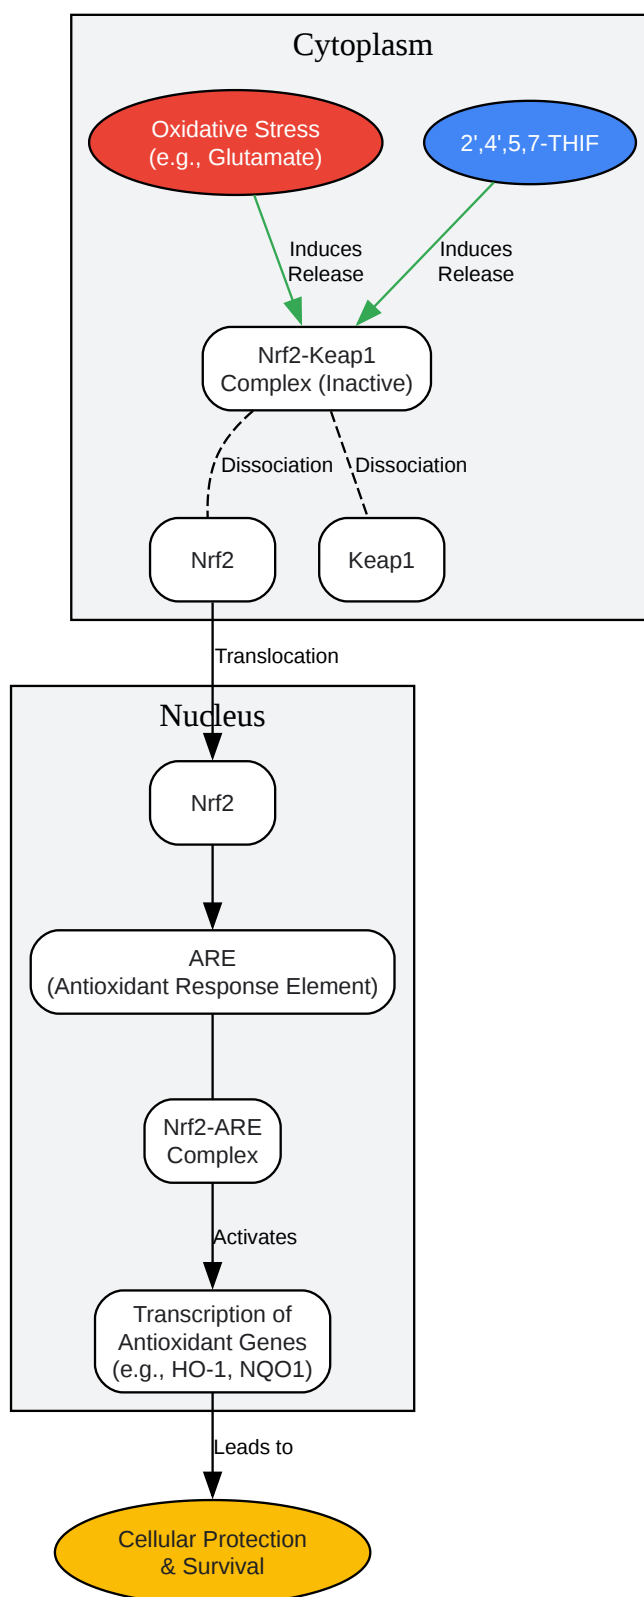 Cytoplasm
Oxidative Stress
(e.g., Glutamate)
2',4',5,7-THIF
Induces
Release
Induces
Release
Nrf2-Keap1
Complex (Inactive)
Dissociation
Dissociation
Nrf2
Keap1
Translocation
Nucleus
Nrf2
ARE
(Antioxidant Response Element)
Nrf2-ARE
Complex
Activates
Transcription of
Antioxidant Genes
(e.g., HO-1, NQO1)
Leads to
Cellular Protection
& Survival